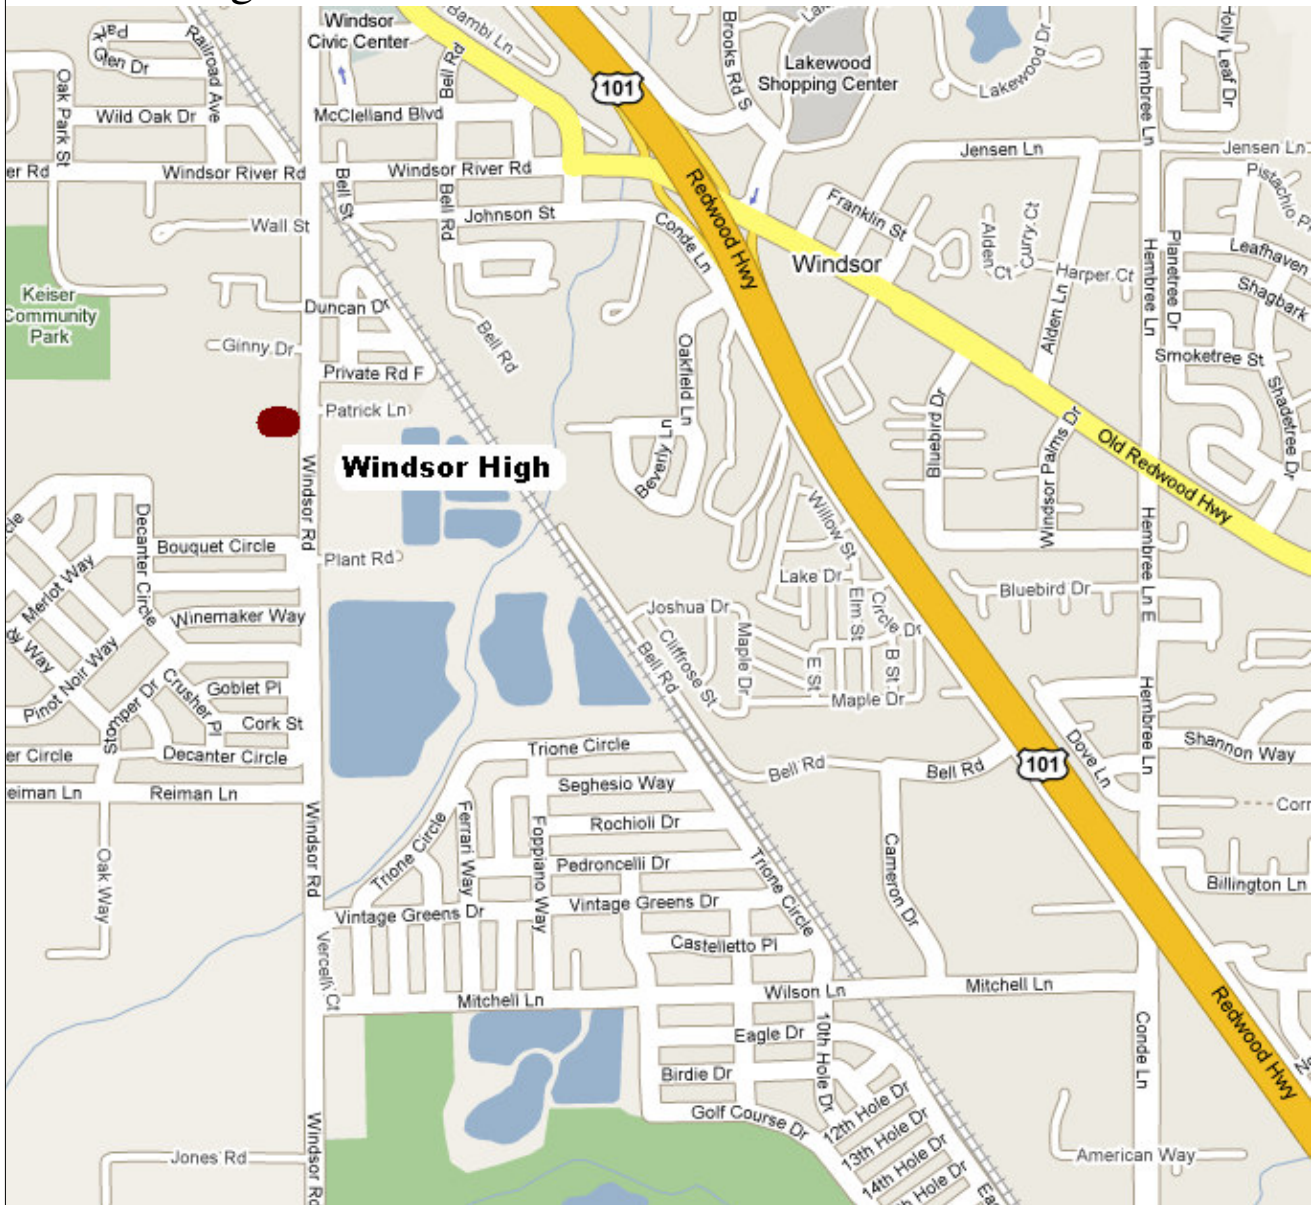 Windsor
Civic Center
Bambi Ln
Brooks Rd S
Lakewood
Shopping Center
Lakewood Dr
Holly Leaf Dr
Hembree Ln
Park
Glen Dr
Railroad Ave
Bell Rd
101
Oak Park St
Wild Oak Dr
McClelland Blvd
Jensen Ln
Jensen Ln
er Rd
Windsor River Rd
Windsor River Rd
Bell St
Bell Rd
Johnson St
Conde Ln
Redwood Hwy
Franklin St
Alden Ct
Curry Ct
Harper Ct
Pistachio P
Planetree Dr
Leafhaven
Wall St
Windsor
Alden Ln
Hembree Ln
Shagbark
Keiser
Community
Park
Duncan Dr
Ginny Dr
Private Rd F
Bell Rd
Oakfield Ln
Smoketree St
Shadetree Dr
Patrick Ln
Beverly Ln
Bluebird Dr
Windsor Palms Dr
Old Redwood Hwy
Windsor High
Windsor Rd
Decanter Circle
Bouquet Circle
Plant Rd
Willow St
Hembree Ln E
Merlot Way
Winemaker Way
Lake Dr
Elm St
Circle Dr
Bluebird Dr
Joshua Dr
Maple Dr
Cliffrose St
Bell Rd
E St
B St
Maple Dr
Way
Pinot Noir Way
Stomper Dr
Crusher Pl
Goblet Pl
Cork St
Hembree Ln
er Circle
Decanter Circle
Trione Circle
Bell Rd
Bell Rd
101
Dove Ln
Shannon Way
eiman Ln
Reiman Ln
Seghesio Way
Corr
Windsor Rd
Oak Way
Trione Circle
Ferrari Way
Foppiano Way
Rochioli Dr
Pedroncelli Dr
Trione Circle
Cameron Dr
Billington Ln
Vintage Greens Dr
Vintage Greens Dr
Castelletto Pl
Vercelli Ct
Mitchell Ln
Wilson Ln
Mitchell Ln
Redwood Hwy
10th Hole Dr
Eagle Dr
Birdie Dr
Conde Ln
Golf Course Dr
12th Hole Dr
13th Hole Dr
14th Hole Dr
Hole Dr
Windsor Rd
Jones Rd
American Way